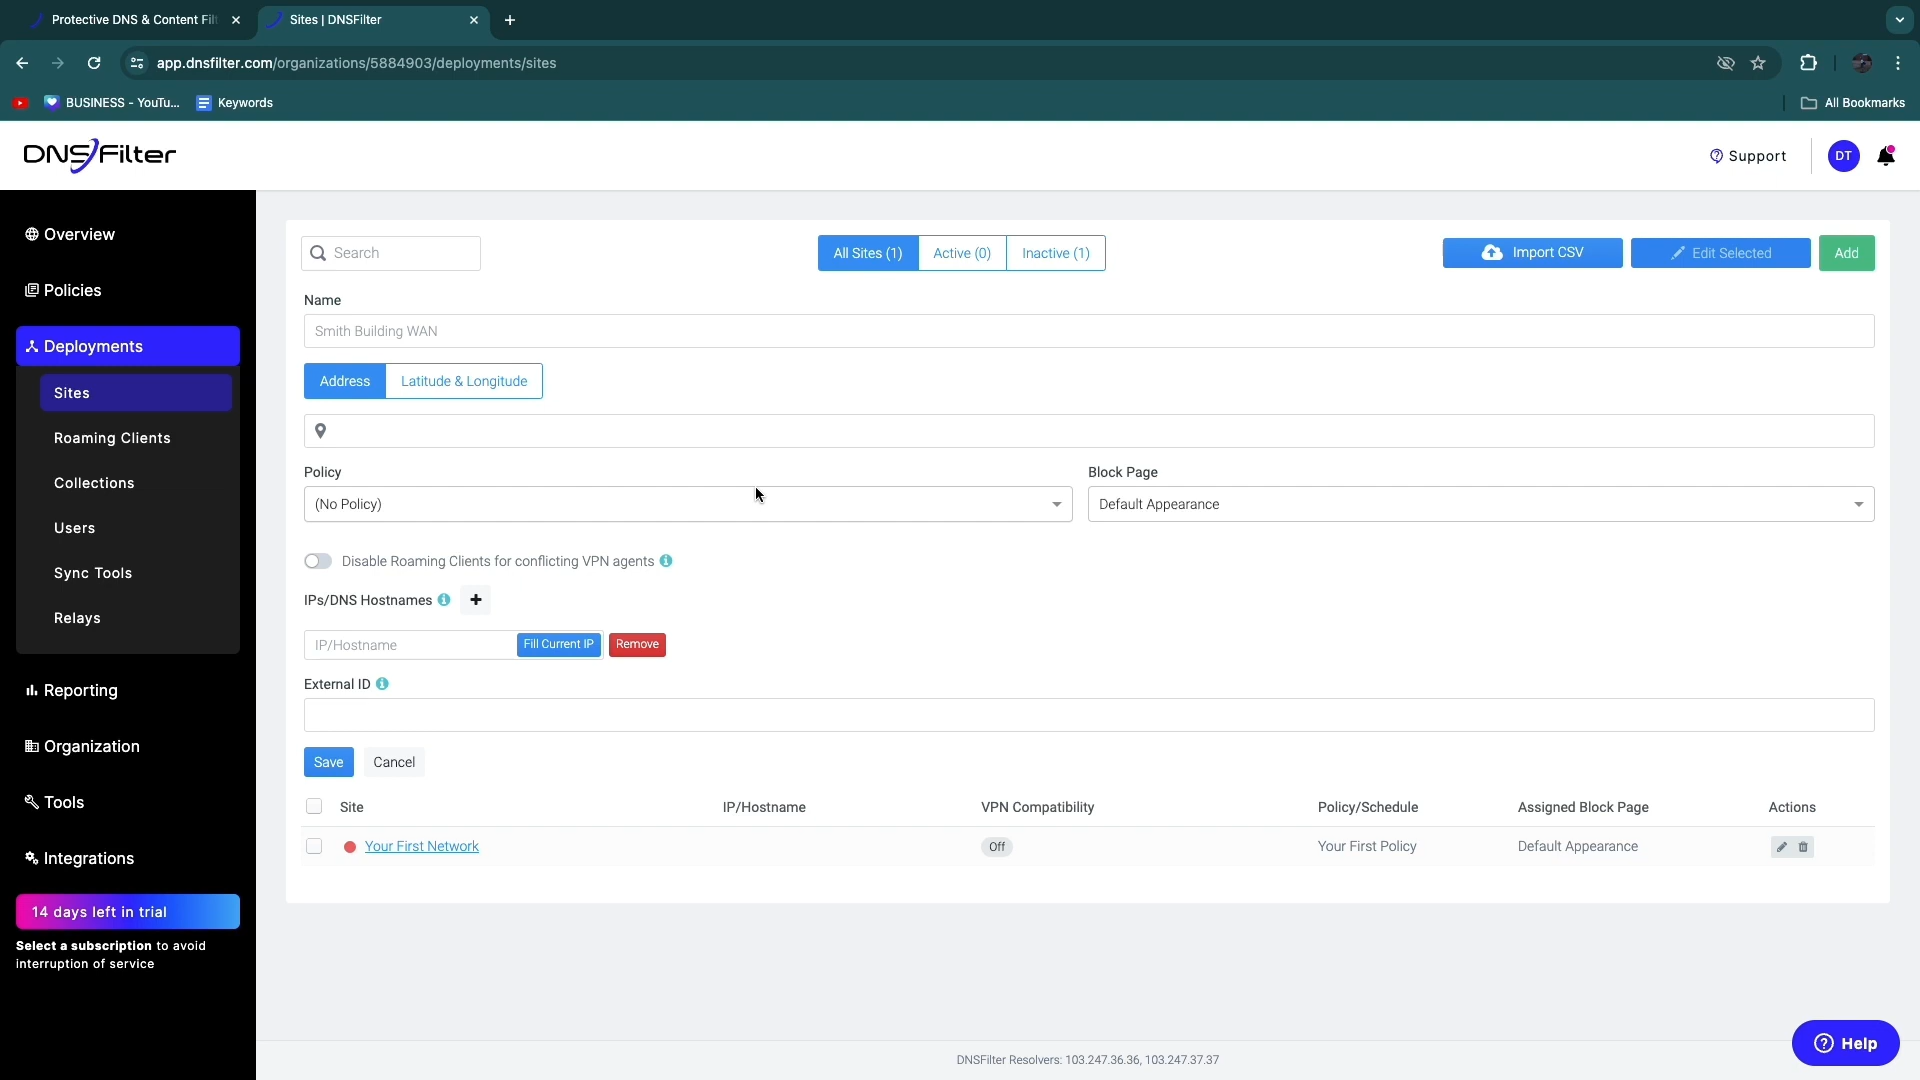 Protective DNS & Content Filt
Sites | DNSFilter
app.dnsfilter.com/organizations/5884903/deployments/sites
BUSINESS - YouTu...
Keywords
All Bookmarks
DNSFilter
Support
DT
Overview
Policies
Deployments
Sites
Roaming Clients
Collections
Users
Sync Tools
Relays
Reporting
Organization
Tools
Integrations
14 days left in trial
Select a subscription to avoid
interruption of service
Search
All Sites (1)
Active (0)
Inactive (1)
Import CSV
Edit Selected
Add
Name
Smith Building WAN
Address
Latitude & Longitude
Policy
Block Page
(No Policy)
Default Appearance
Disable Roaming Clients for conflicting VPN agents
IPs/DNS Hostnames
IP/Hostname
Fill Current IP
Remove
External ID
Save
Cancel
Site
IP/Hostname
VPN Compatibility
Policy/Schedule
Assigned Block Page
Actions
Your First Network
Off
Your First Policy
Default Appearance
DNSFilter Resolvers: 103.247.36.36, 103.247.37.37
Help